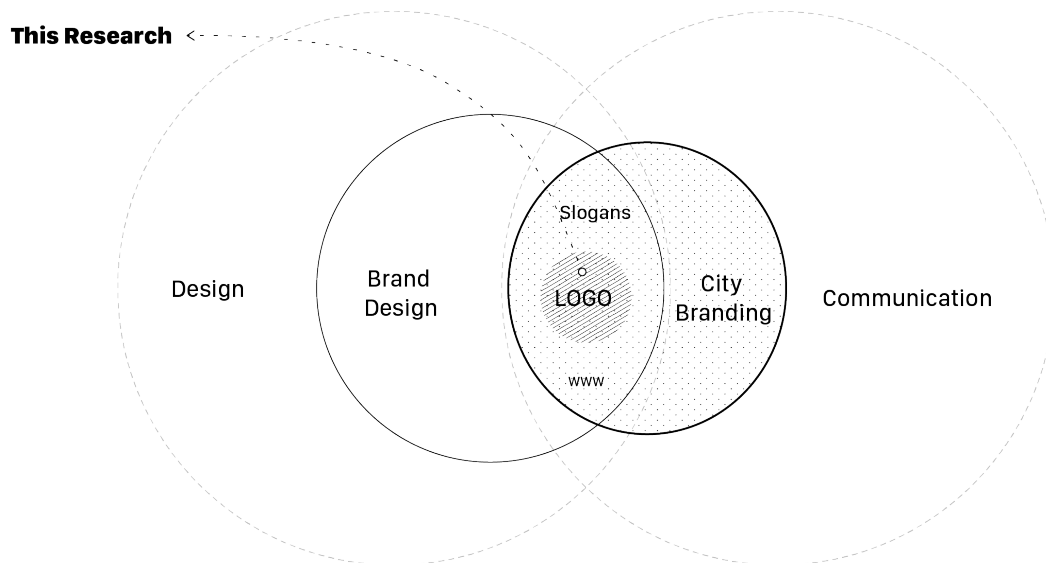 This Research
Slogans
Design
Brand
Design
LOGO
City
Branding
Communication
www